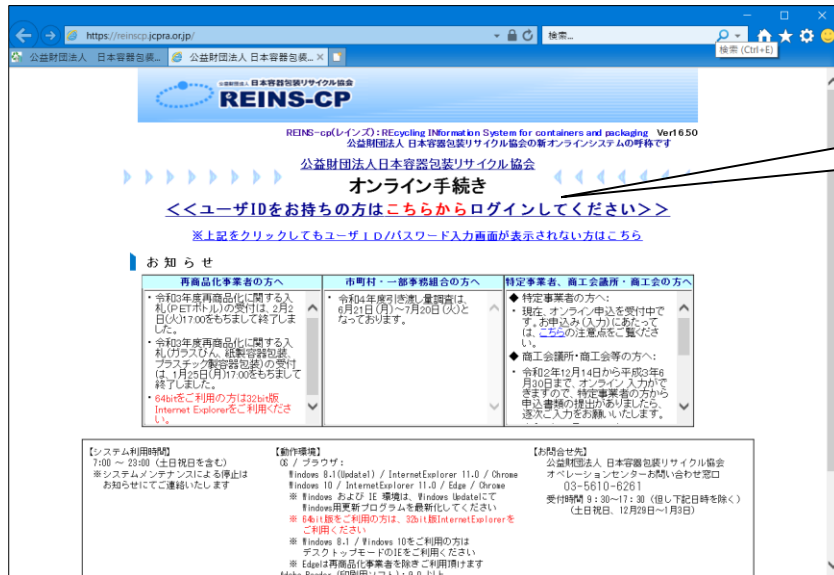 https://reinscp.jcpra.or.jp/
検索...
検索 (Ctrl+E)
公益財団法人 日本容器包装...
公益財団法人 日本容器包装...
公益財団法人 日本容器包装リサイクル協会
REINS-CP
REINS-cp(レインズ):REcycling INformation System for containers and packaging Ver16.50
公益財団法人 日本容器包装リサイクル協会の新オンラインシステムの呼称です
公益財団法人日本容器包装リサイクル協会
オンライン手続き
<<ユーザIDをお持ちの方はこちらからログインしてください>>
※上記をクリックしてもユーザID/パスワード入力画面が表示されない方はこちら
お知らせ
再商品化事業者の方へ
・令和3年度再商品化に関する入
札(PETボトル)の受付は、2月2
日(火)17:00をもちまして終了しま
した。
・令和3年度再商品化に関する入
札(ガラスびん、紙製容器包装、
プラスチック製容器包装)の受付
は、1月25日(月)17:00をもちまして
終了しました。
・64bitをご利用の方は32bit版
Internet Explorerをご利用くださ
い。
市町村・一部事務組合の方へ
・令和4年度引き渡し量調査は、
6月21日(月)~7月20日(火)と
なっております。
特定事業者、商工会議所・商工会の方へ
◆特定事業者の方へ:
・現在、オンライン申込を受付中で
す。お申込み(入力)にあたって
は、こちらの注意点をご覧くださ
い。
◆商工会議所・商工会等の方へ:
・令和2年12月14日から平成3年6
月30日まで、オンライン入力がで
きますので、特定事業者の方から
申込書類の提出がありましたら、
逐次ご入力をお願いいたします。
【システム利用時間】
7:00 ~ 23:00 (土日祝日を含む)
※システムメンテナンスによる停止は
お知らせにてご連絡いたします
【動作環境】
OS / ブラウザ:
Windows 8.1(Update1) / InternetExplorer 11.0 / Chrome
Windows 10 / InternetExplorer 11.0 / Edge / Chrome
※ Windows および IE 環境は、Windows Updateにて
Windows用更新プログラムを最新化してください
※ 64bit版をご利用の方は、32bit版InternetExplorerを
ご利用ください
※ Windows 8.1 / Windows 10をご利用の方は
デスクトップモードのIEをご利用ください
※ Edgeは再商品化事業者を除きご利用頂けます
Adobe Reader (印刷用ソフト):9.0 以上
【お問合せ先】
公益財団法人 日本容器包装リサイクル協会
オペレーションセンターお問い合わせ窓口
03-5610-6261
受付時間 9:30~17:30 (但し下記日時を除く)
(土日祝日、12月29日~1月3日)